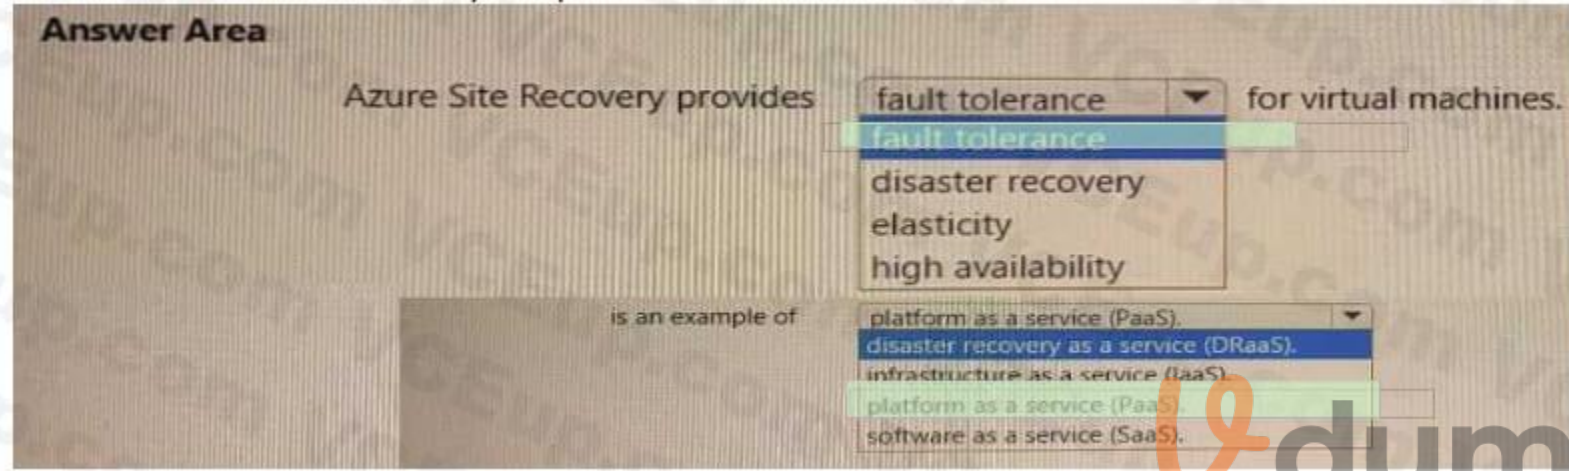 Answer Area
Azure Site Recovery provides fault tolerance for virtual machines.
fault tolerance
disaster recovery
elasticity
high availability
is an example of platform as a service (PaaS).
disaster recovery as a service (DRaaS).
infrastructure as a service (IaaS)
platform as a service (PaaS).
software as a service (SaaS).
dum